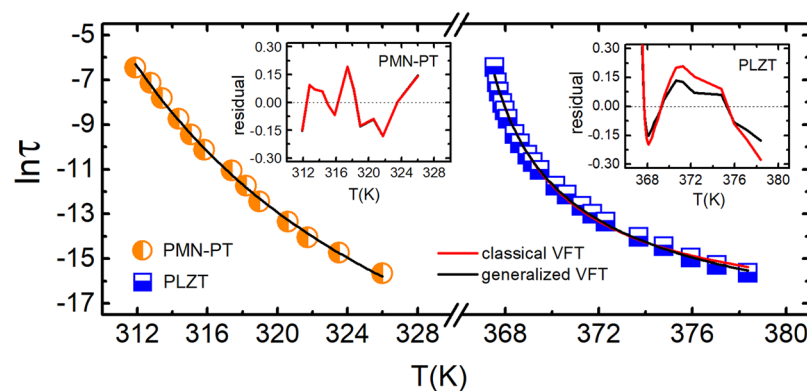 -5
-7
-9
-11
-13
-15
-17
lnτ
312 316 320 324 328 368 372 376 380
T(K)
PMN-PT
PLZT
classical VFT
generalized VFT
0.30
0.15
0.00
-0.15
-0.30
residual
PMN-PT
312 316 320 324 328
T(K)
0.30
0.15
0.00
-0.15
-0.30
residual
PLZT
368 372 376 380
T(K)